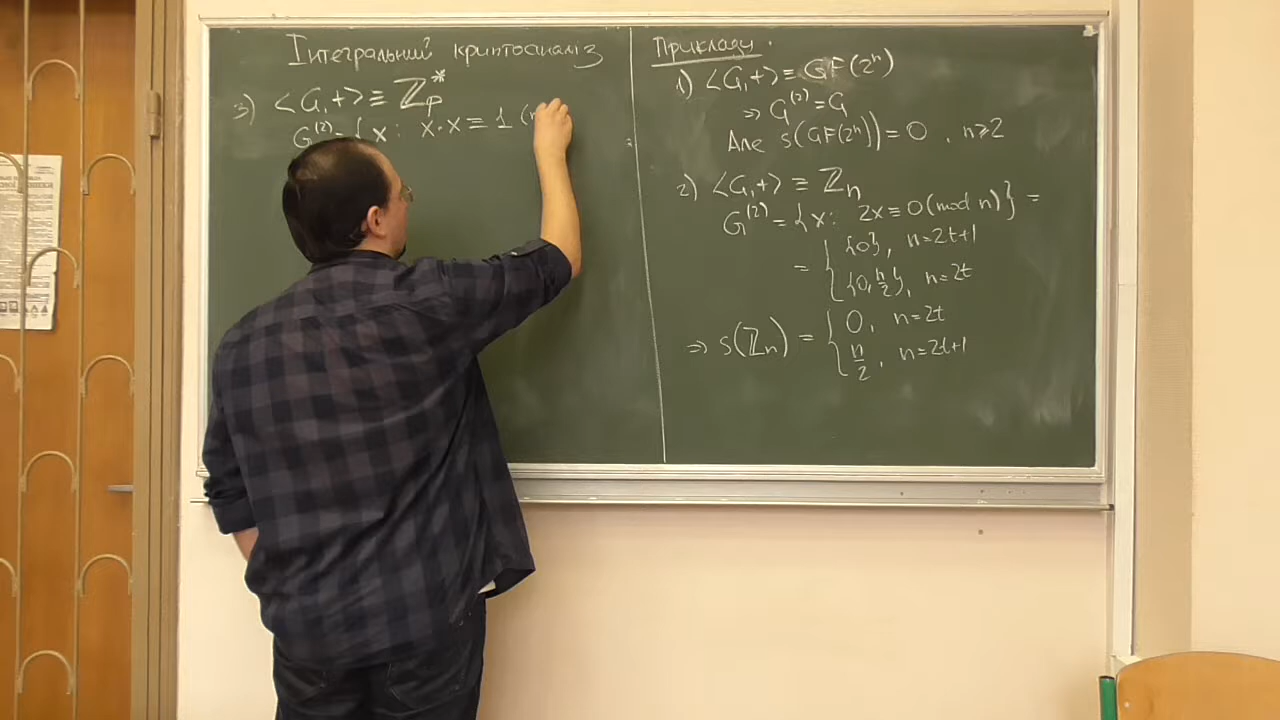 Інтегральний криптоаналіз
3) <G,+> ≡ ℤ*ₚ
G⁽²⁾ = { x : x·x ≡ 1 (
Приклади.
1) <G,+> ≡ GF(2ⁿ)
⇒ G⁽²⁾ = G
Але s(GF(2ⁿ)) = 0 , n ≥ 2
2) <G,+> ≡ ℤₙ
G⁽²⁾ = { x : 2x ≡ 0 (mod n) } =
= { {0}, n=2t+1
{0, n/2}, n=2t
⇒ s(ℤₙ) = { 0, n=2t
n/2, n=2t+1